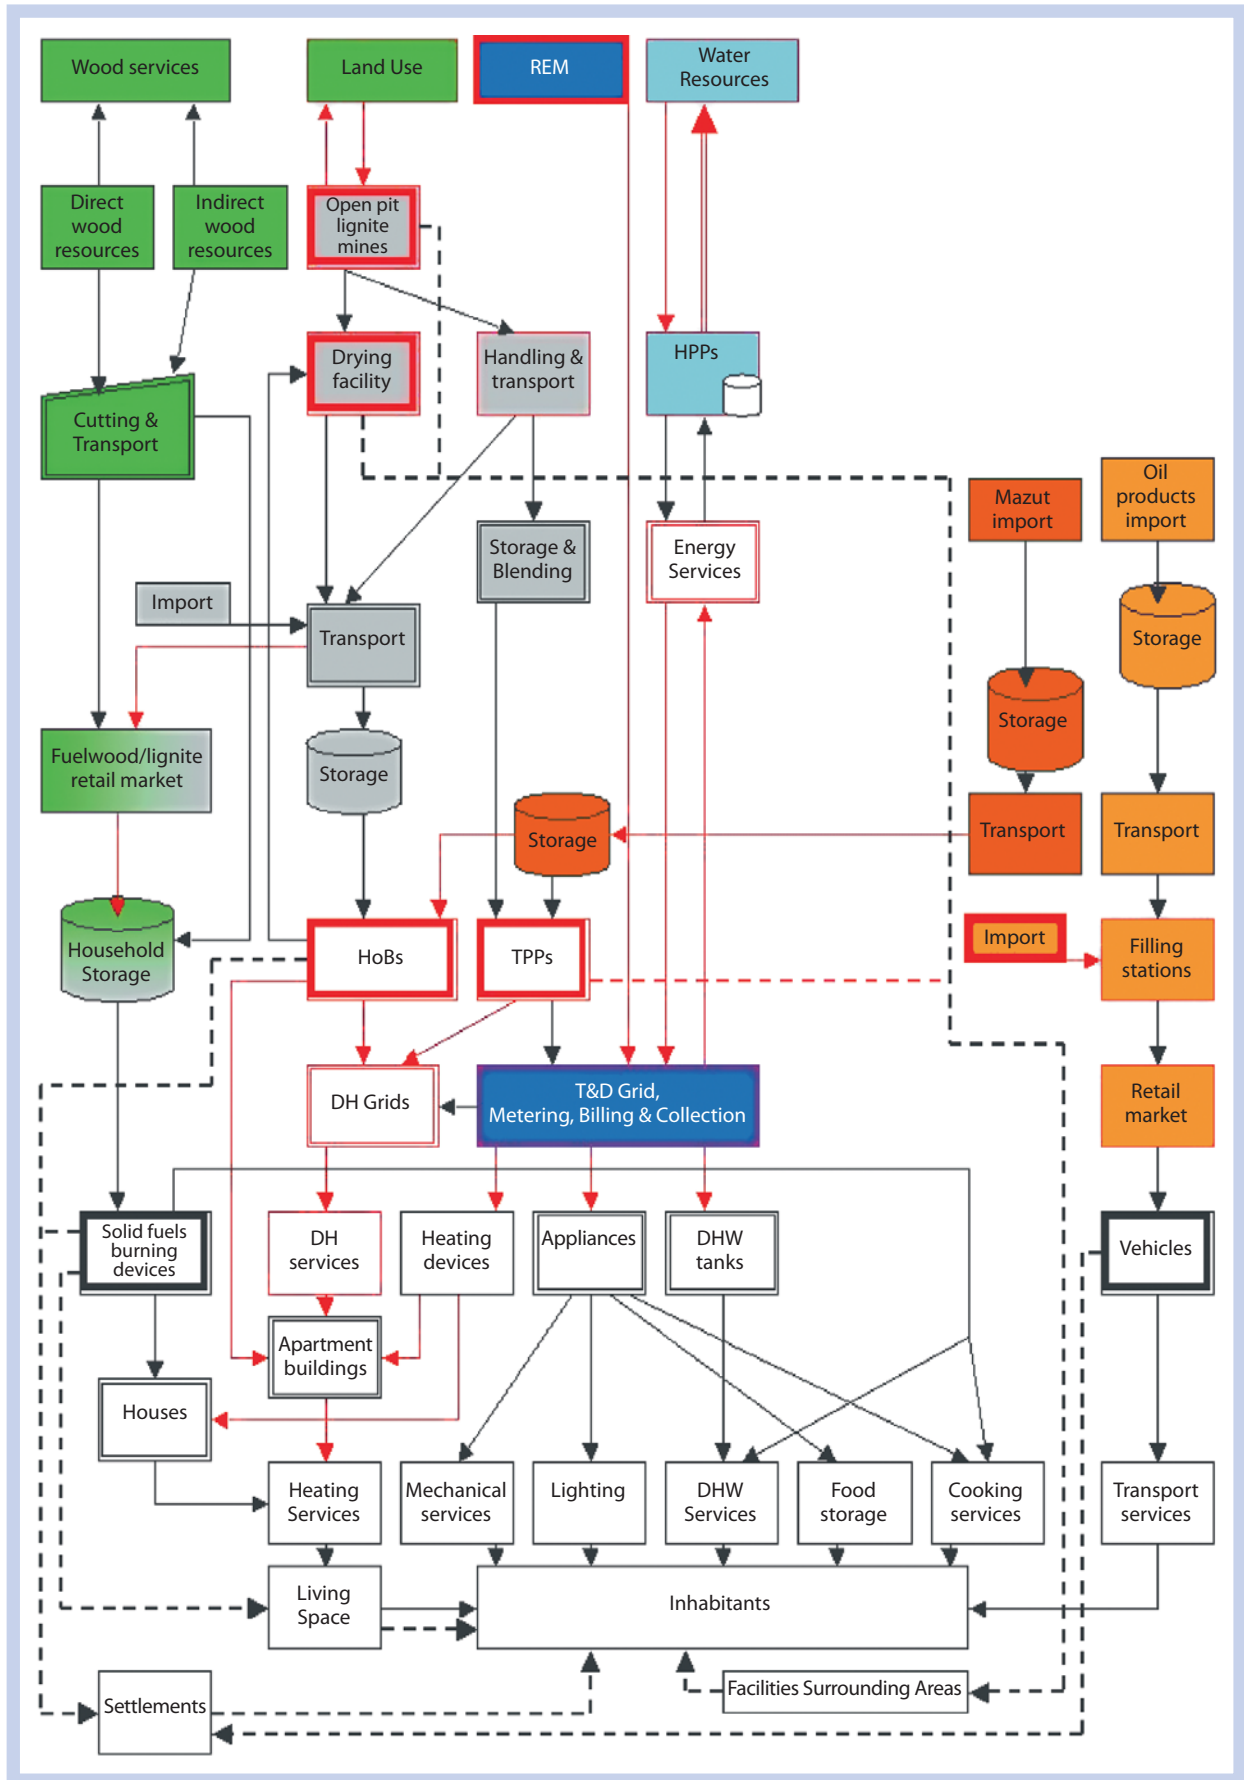 Wood services
Land Use
REM
Water
Resources
Direct
wood
resources
Indirect
wood
resources
Open pit
lignite
mines
Drying
facility
Handling &
transport
HPPs
Cutting &
Transport
Mazut
import
Oil
products
import
Storage &
Blending
Energy
Services
Import
Transport
Storage
Storage
Fuelwood/lignite
retail market
Storage
Storage
Transport
Transport
Household
Storage
HoBs
TPPs
Import
Filling
stations
DH Grids
T&D Grid,
Metering, Billing & Collection
Retail
market
Solid fuels
burning
devices
DH
services
Heating
devices
Appliances
DHW
tanks
Vehicles
Apartment
buildings
Houses
Heating
Services
Mechanical
services
Lighting
DHW
Services
Food
storage
Cooking
services
Transport
services
Living
Space
Inhabitants
Settlements
Facilities Surrounding Areas